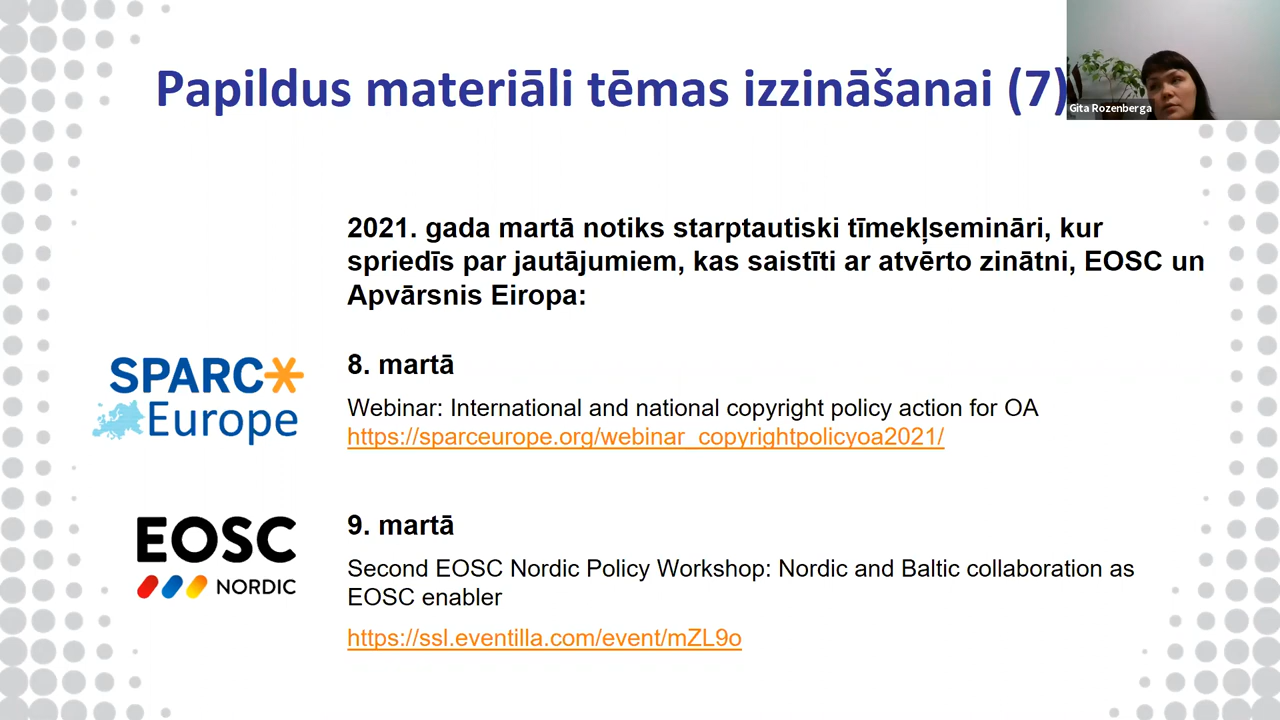 Papildus materiāli tēmas izzināšanai (7)
Gita Rozenberga
2021. gada martā notiks starptautiski tīmekļsemināri, kur
spriedīs par jautājumiem, kas saistīti ar atvērto zinātni, EOSC un
Apvārsnis Eiropa:
SPARC
Europe
8. martā
Webinar: International and national copyright policy action for OA
https://sparceurope.org/webinar_copyrightpolicyoa2021/
EOSC
NORDIC
9. martā
Second EOSC Nordic Policy Workshop: Nordic and Baltic collaboration as
EOSC enabler
https://ssl.eventilla.com/event/mZL9o